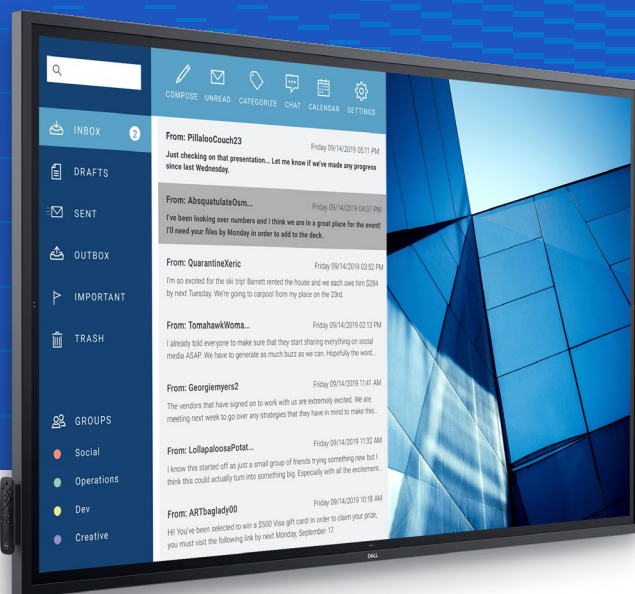 COMPOSE
UNREAD
CATEGORIZE
CHAT
CALENDAR
SETTINGS
INBOX
2
DRAFTS
SENT
OUTBOX
IMPORTANT
TRASH
GROUPS
Social
Operations
Dev
Creative
From: PillalooCouch23
Friday 09/14/2019 05:11 PM
Just checking on that presentation... Let me know if we've made any progress
since last Wednesday.
From: AbsquatulateOsm...
Friday 09/14/2019 04:07 PM
I've been looking over numbers and I think we are in a great place for the event!
I'll need your files by Monday in order to add to the deck.
From: QuarantineXeric
Friday 09/14/2019 03:52 PM
I'm so excited for the ski trip! Barrett rented the house and we each owe him $284
by next Tuesday. We're going to carpool from my place on the 23rd.
From: TomahawkWoma...
Friday 09/14/2019 02:13 PM
I already told everyone to make sure that they start sharing everything on social
media ASAP. We have to generate as much buzz as we can. Hopefully the word...
From: Georgiemyers2
Friday 09/14/2019 11:41 AM
The vendors that have signed on to work with us are extremely excited. We are
meeting next week to go over any strategies that they have in mind to make this...
From: LollapaloosaPotat...
Friday 09/14/2019 11:32 AM
I know this started off as just a small group of friends trying something new but I
think this could actually turn into something big. Especially with all the excitement...
From: ARTbaglady00
Friday 09/14/2019 10:18 AM
Hi! You've been selected to win a $500 Visa gift card! In order to claim your prize,
you must visit the following link by next Monday, September 17.
DELL